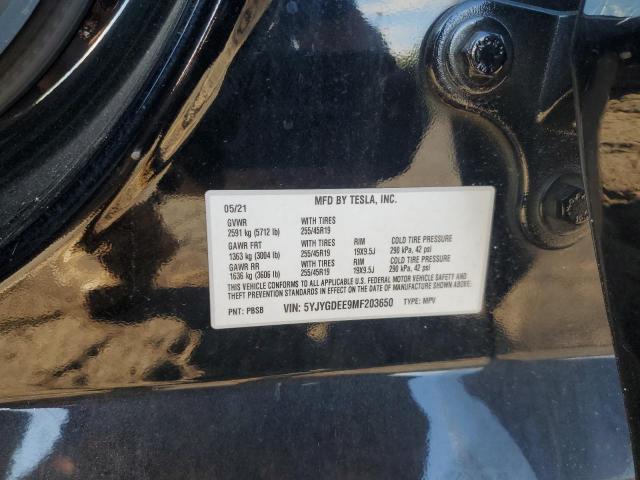 MFD BY TESLA, INC.
05/21
GVWR WITH TIRES
2591 kg (5712 lb) 255/45R19
GAWR FRT WITH TIRES RIM COLD TIRE PRESSURE
1363 kg (3004 lb) 255/45R19 19X9.5J 290 kPa, 42 psi
GAWR RR WITH TIRES RIM COLD TIRE PRESSURE
1636 kg (3606 lb) 255/45R19 19X9.5J 290 kPa, 42 psi
THIS VEHICLE CONFORMS TO ALL APPLICABLE U.S. FEDERAL MOTOR VEHICLE SAFETY
AND THEFT PREVENTION STANDARDS IN EFFECT ON THE DATE OF MANUFACTURE SHOWN ABOVE:
PNT: PBSB VIN: 5YJYGDEE9MF203650 TYPE: MPV